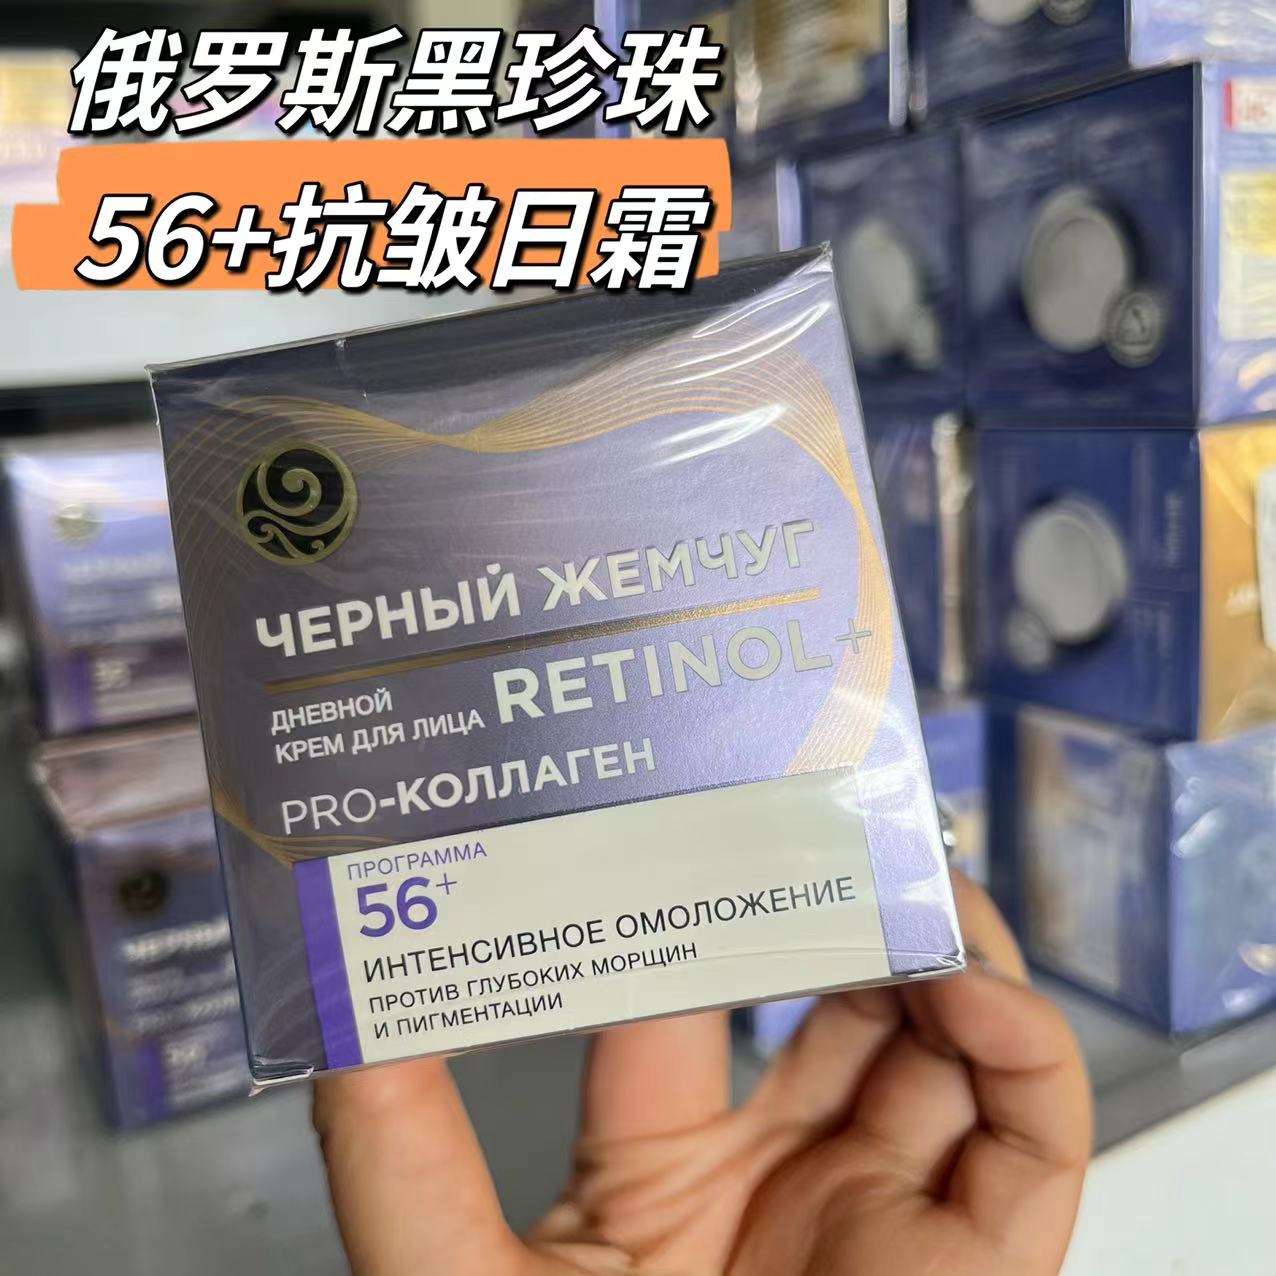 俄罗斯黑珍珠
56+抗皱日霜
ЧЕРНЫЙ ЖЕМЧУГ
ДНЕВНОЙ
КРЕМ ДЛЯ ЛИЦА
RETINOL+
PRO-КОЛЛАГЕН
ПРОГРАММА
56+
ИНТЕНСИВНОЕ ОМОЛОЖЕНИЕ
ПРОТИВ ГЛУБОКИХ МОРЩИН
И ПИГМЕНТАЦИИ